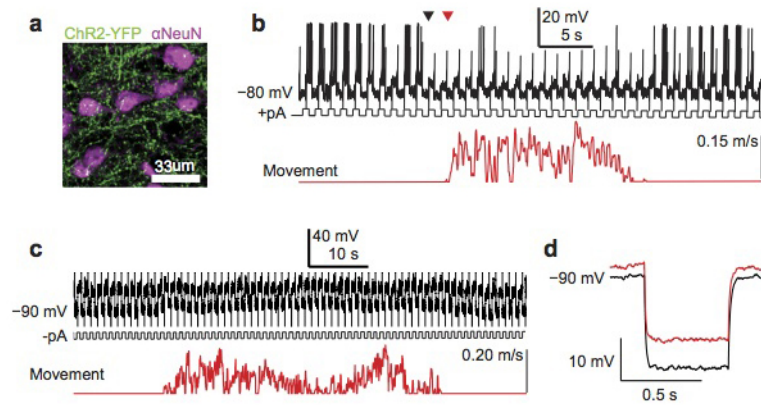 a
ChR2-YFP αNeuN
33um
b
20 mV
5 s
−80 mV
+pA
0.15 m/s
Movement
c
40 mV
10 s
−90 mV
-pA
0.20 m/s
Movement
d
−90 mV
10 mV
0.5 s